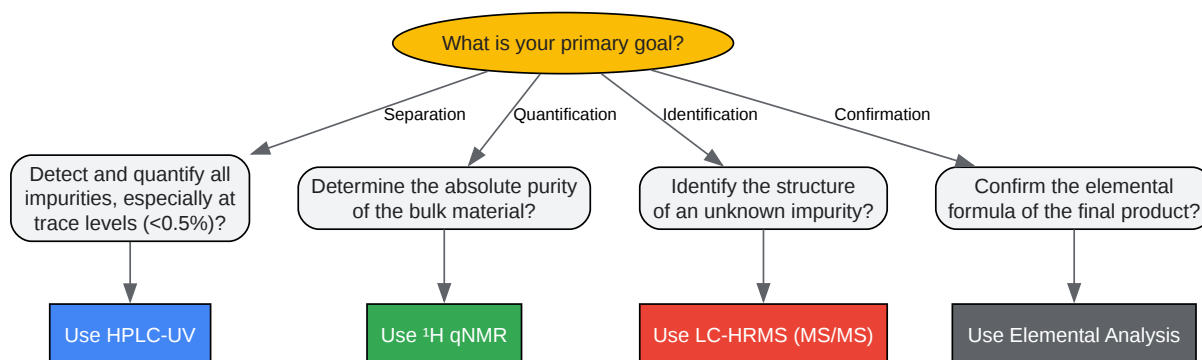 What is your primary goal?
Separation
Quantification
Identification
Confirmation
Detect and quantify all
impurities, especially at
trace levels (<0.5%)?
Determine the absolute purity
of the bulk material?
Identify the structure
of an unknown impurity?
Confirm the elemental
formula of the final product?
Use HPLC-UV
Use ¹H qNMR
Use LC-HRMS (MS/MS)
Use Elemental Analysis